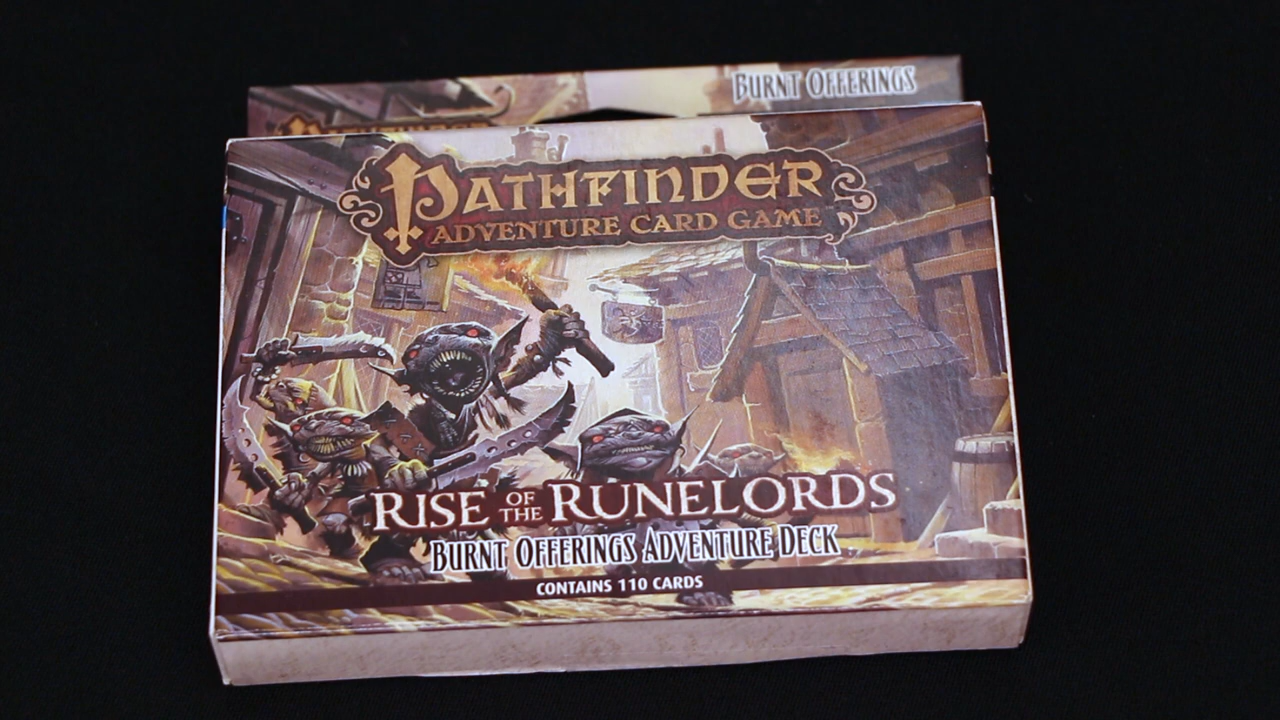 BURNT OFFERINGS
PATHFINDER
ADVENTURE CARD GAME
RISE OF THE RUNELORDS
BURNT OFFERINGS ADVENTURE DECK
CONTAINS 110 CARDS